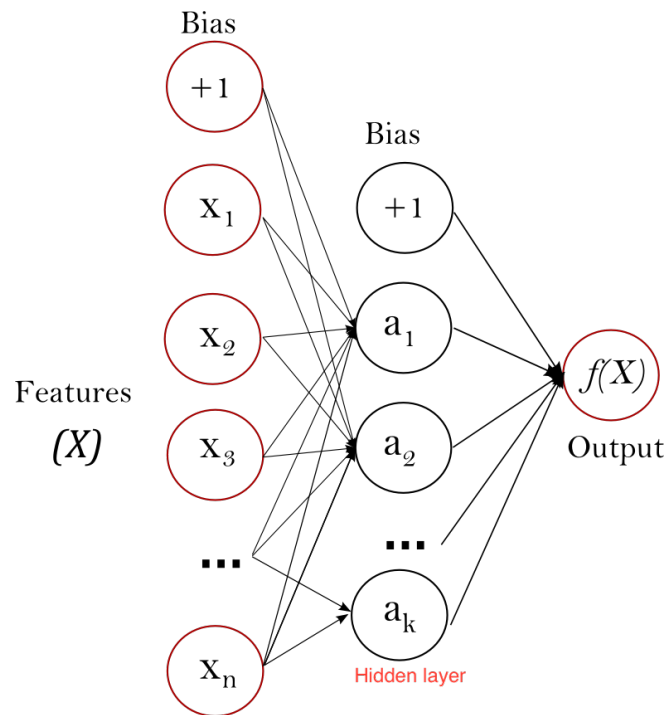 Bias
+1
x1
x2
x3
...
xn
Features
(X)
Bias
+1
a1
a2
...
ak
Hidden layer
f(X)
Output